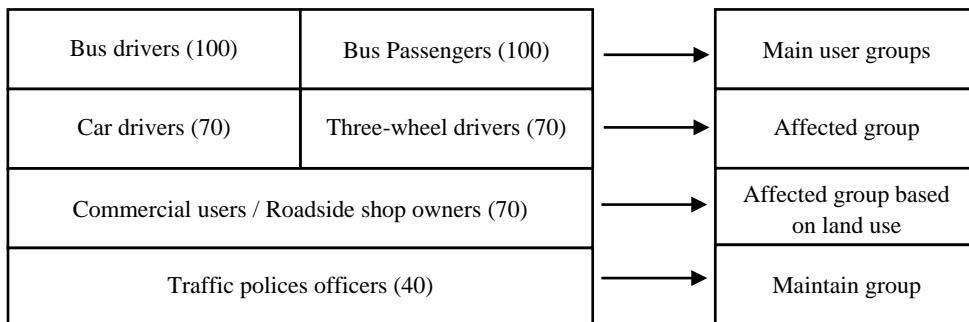 Bus drivers (100)
Bus Passengers (100)
Main user groups
Car drivers (70)
Three-wheel drivers (70)
Affected group
Commercial users / Roadside shop owners (70)
Affected group based
on land use
Traffic polices officers (40)
Maintain group